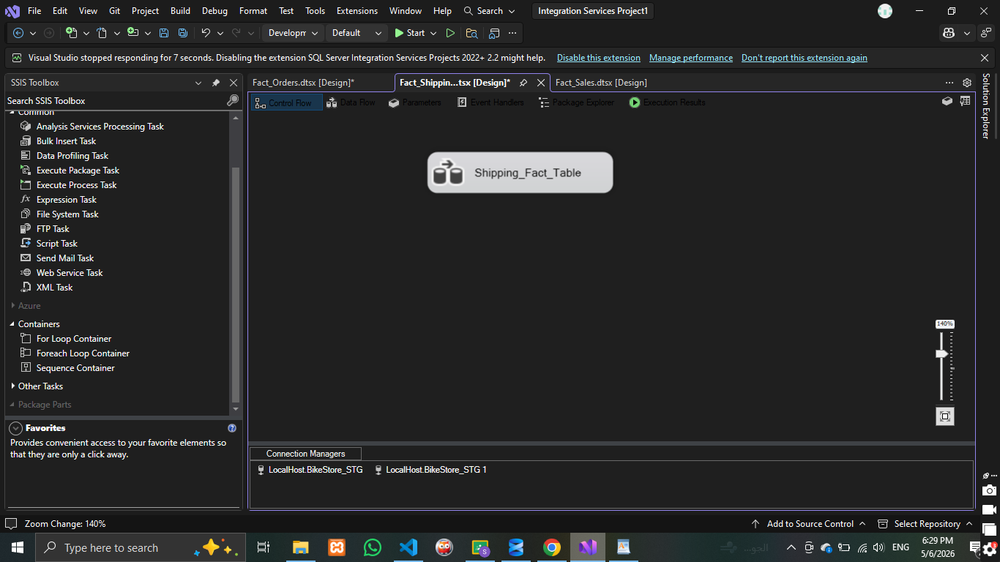 File Edit View Git Project Build Debug Format Test Tools Extensions Window Help Search Integration Services Project1
Developm Default Start
Visual Studio stopped responding for 7 seconds. Disabling the extension SQL Server Integration Services Projects 2022+ 2.2 might help. Disable this extension Manage performance Don't report this extension again
SSIS Toolbox
Search SSIS Toolbox
Common
Analysis Services Processing Task
Bulk Insert Task
Data Profiling Task
Execute Package Task
Execute Process Task
Expression Task
File System Task
FTP Task
Script Task
Send Mail Task
Web Service Task
XML Task
Azure
Containers
For Loop Container
Foreach Loop Container
Sequence Container
Other Tasks
Package Parts
Favorites
Provides convenient access to your favorite elements so
that they are only a click away.
Fact_Orders.dtsx [Design]* Fact_Shippin...tsx [Design]* Fact_Sales.dtsx [Design]
Control Flow Data Flow Parameters Event Handlers Package Explorer Execution Results
Shipping_Fact_Table
140%
Connection Managers
LocalHost.BikeStore_STG LocalHost.BikeStore_STG 1
Solution Explorer
Zoom Change: 140% Add to Source Control Select Repository
Type here to search
الجو...
ENG
6:29 PM
5/6/2026